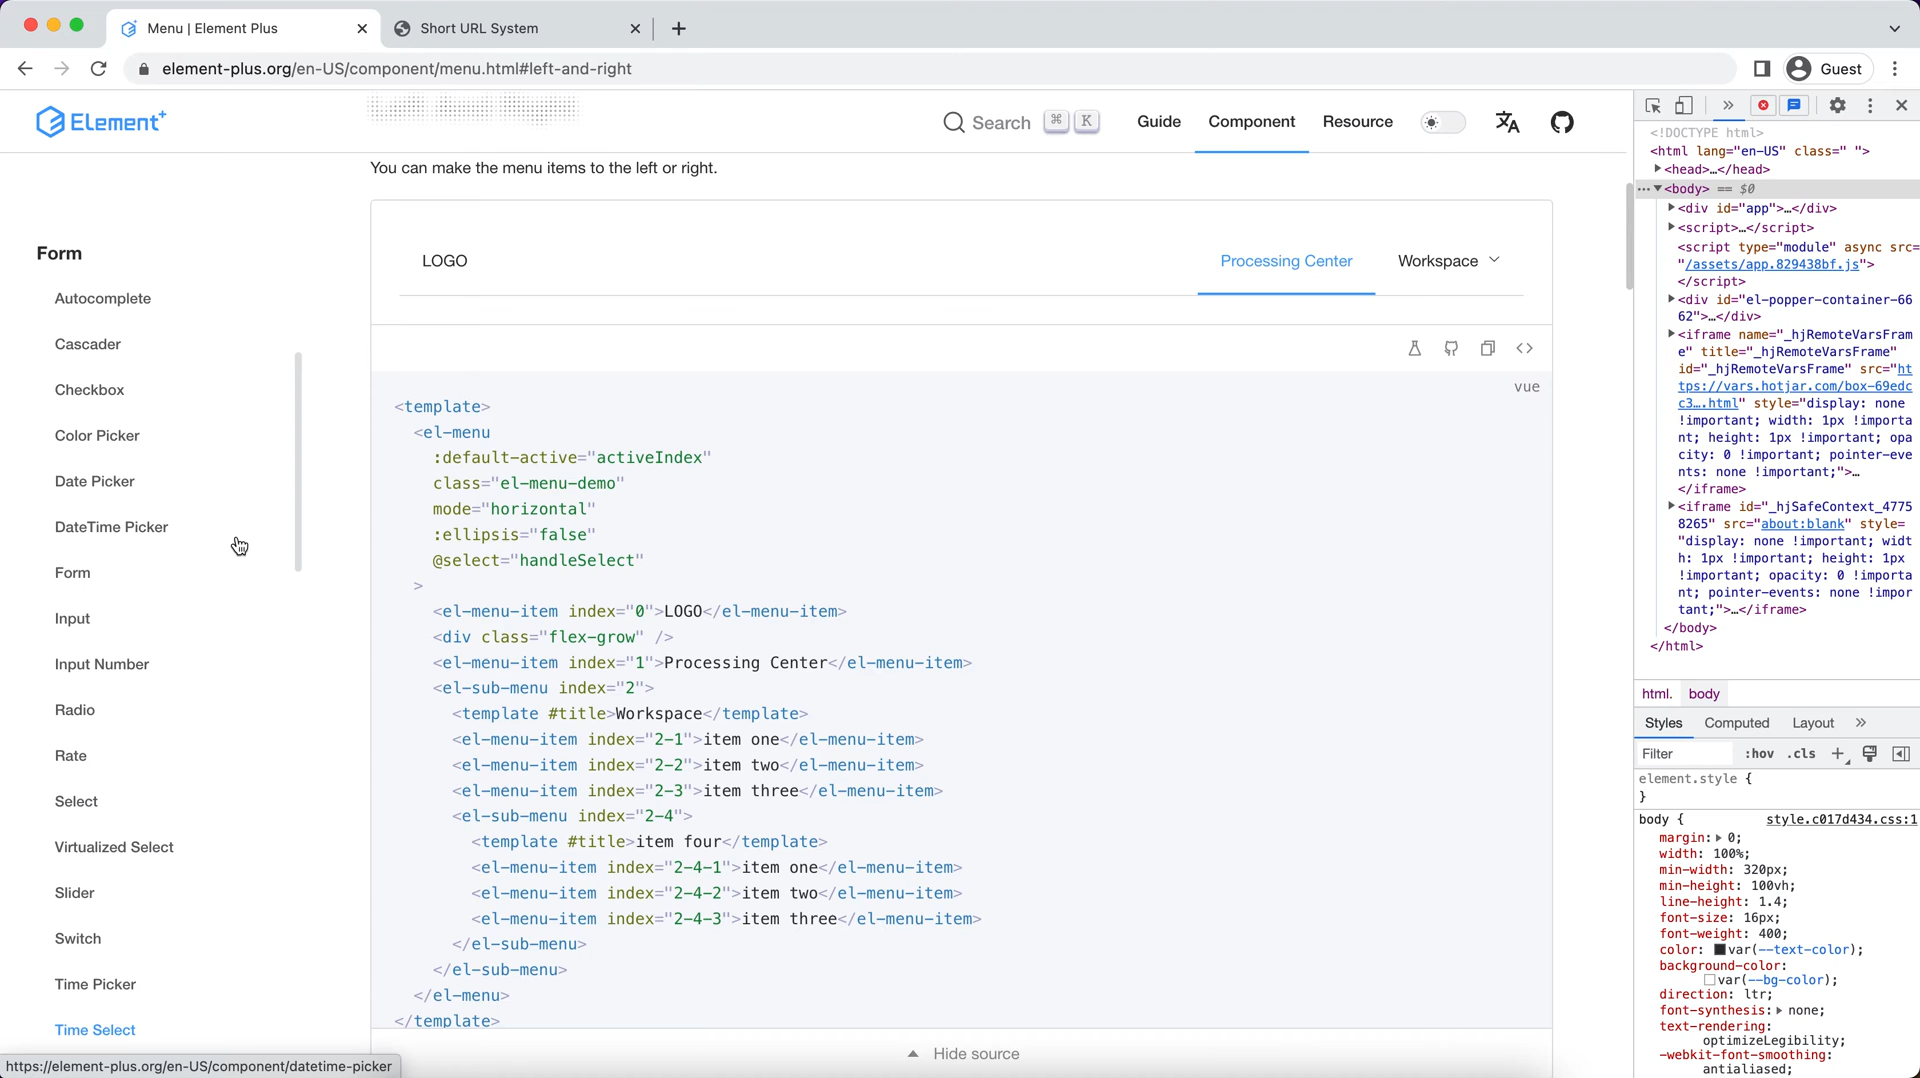 Menu | Element Plus
Short URL System
element-plus.org/en-US/component/menu.html#left-and-right
Guest
Element+
Search ⌘ K
Guide
Component
Resource
You can make the menu items to the left or right.
Form
Autocomplete
Cascader
Checkbox
Color Picker
Date Picker
DateTime Picker
Form
Input
Input Number
Radio
Rate
Select
Virtualized Select
Slider
Switch
Time Picker
Time Select
https://element-plus.org/en-US/component/datetime-picker
LOGO
Processing Center
Workspace
vue
<template>
<el-menu
:default-active="activeIndex"
class="el-menu-demo"
mode="horizontal"
:ellipsis="false"
@select="handleSelect"
>
<el-menu-item index="0">LOGO</el-menu-item>
<div class="flex-grow" />
<el-menu-item index="1">Processing Center</el-menu-item>
<el-sub-menu index="2">
<template #title>Workspace</template>
<el-menu-item index="2-1">item one</el-menu-item>
<el-menu-item index="2-2">item two</el-menu-item>
<el-menu-item index="2-3">item three</el-menu-item>
<el-sub-menu index="2-4">
<template #title>item four</template>
<el-menu-item index="2-4-1">item one</el-menu-item>
<el-menu-item index="2-4-2">item two</el-menu-item>
<el-menu-item index="2-4-3">item three</el-menu-item>
</el-sub-menu>
</el-sub-menu>
</el-menu>
</template>
Hide source
<!DOCTYPE html>
<html lang="en-US" class=" ">
<head>…</head>
<body> == $0
<div id="app">…</div>
<script>…</script>
<script type="module" async src=
"/assets/app.829438bf.js">
</script>
<div id="el-popper-container-66
62">…</div>
<iframe name="_hjRemoteVarsFram
e" title="_hjRemoteVarsFrame"
id="_hjRemoteVarsFrame" src="ht
tps://vars.hotjar.com/box-69edc
c3….html" style="display: none
!important; width: 1px !importa
nt; height: 1px !important; opa
city: 0 !important; pointer-eve
nts: none !important;">…
</iframe>
<iframe id="_hjSafeContext_4775
8265" src="about:blank" style=
"display: none !important; widt
h: 1px !important; height: 1px
!important; opacity: 0 !importa
nt; pointer-events: none !impor
tant;">…</iframe>
</body>
</html>
html.
body
Styles
Computed
Layout
Filter
:hov
.cls
element.style {
}
body {
style.c017d434.css:1
margin: 0;
width: 100%;
min-width: 320px;
min-height: 100vh;
line-height: 1.4;
font-size: 16px;
font-weight: 400;
color: var(--text-color);
background-color:
var(--bg-color);
direction: ltr;
font-synthesis: none;
text-rendering:
optimizeLegibility;
-webkit-font-smoothing:
antialiased;